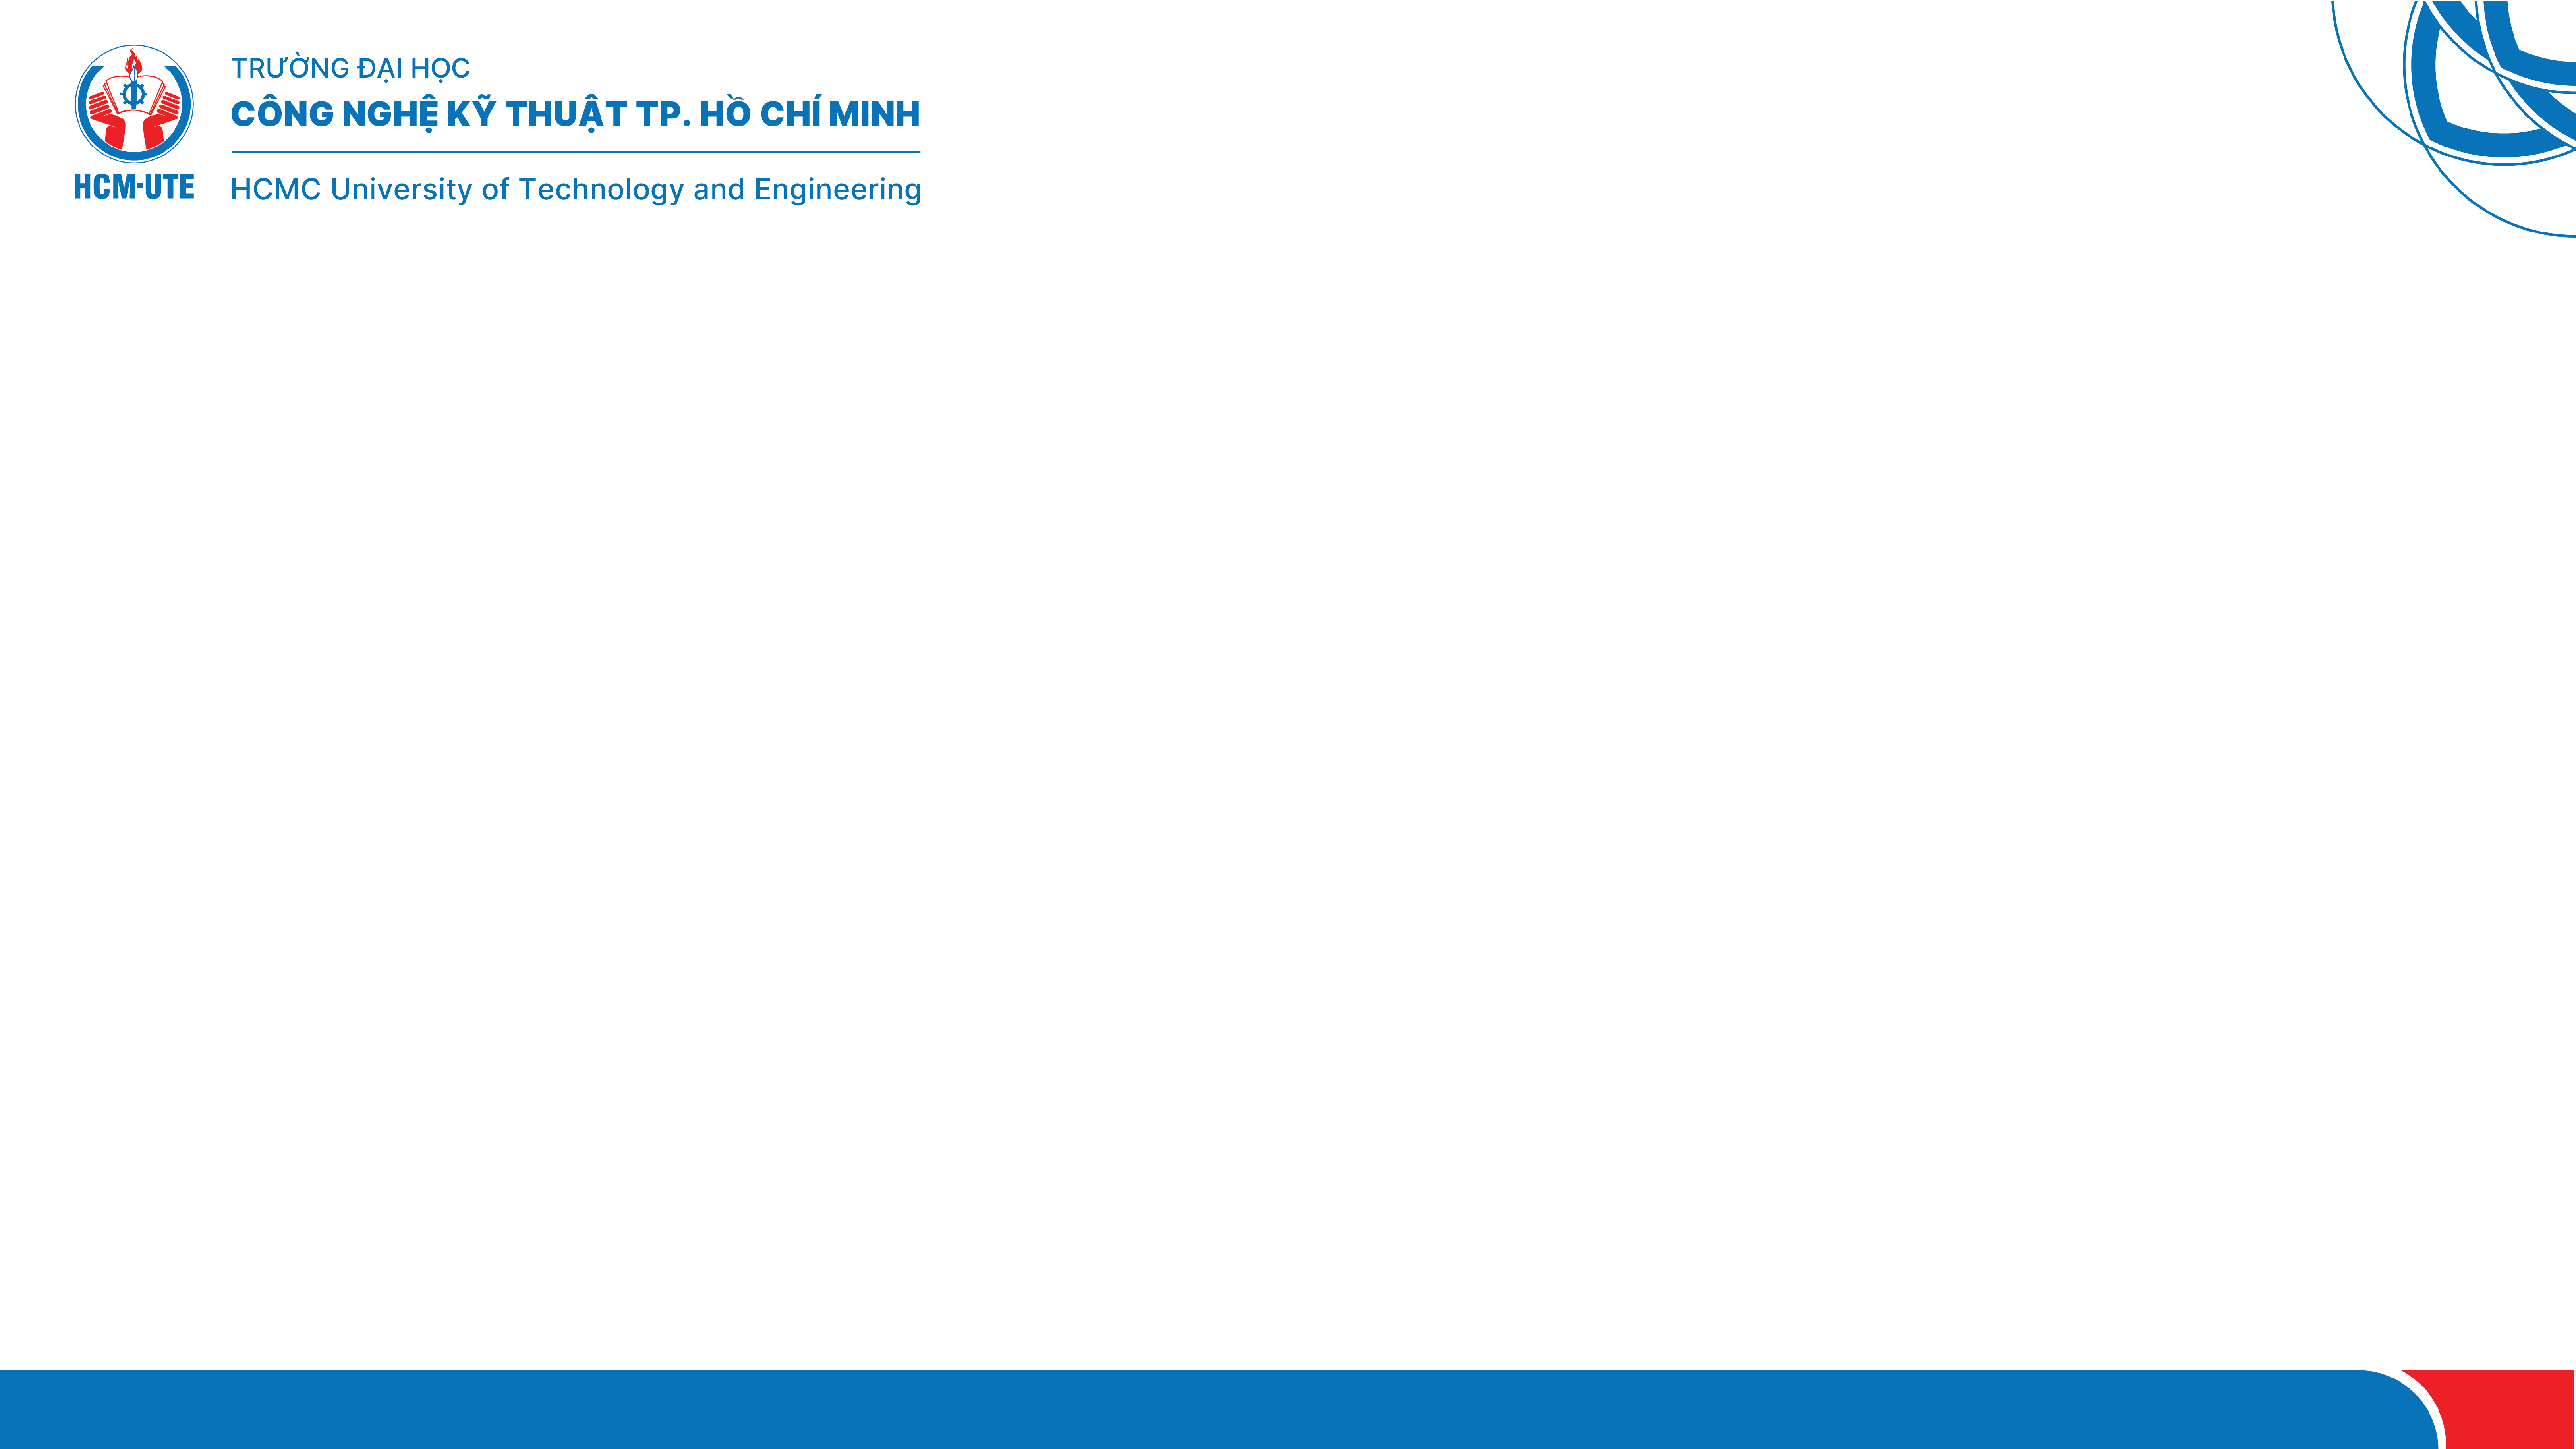 TRƯỜNG ĐẠI HỌC
CÔNG NGHỆ KỸ THUẬT TP. HỒ CHÍ MINH
HCM-UTE
HCMC University of Technology and Engineering